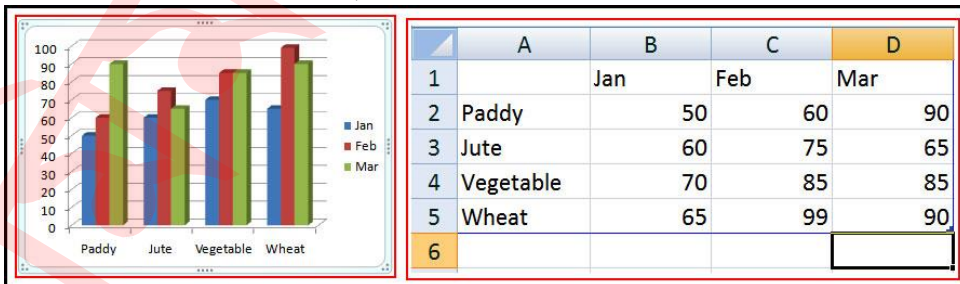 100
90
80
70
60
50
40
30
20
10
0
Paddy Jute Vegetable Wheat
Jan
Feb
Mar
A B C D
1 Jan Feb Mar
2 Paddy 50 60 90
3 Jute 60 75 65
4 Vegetable 70 85 85
5 Wheat 65 99 90
6